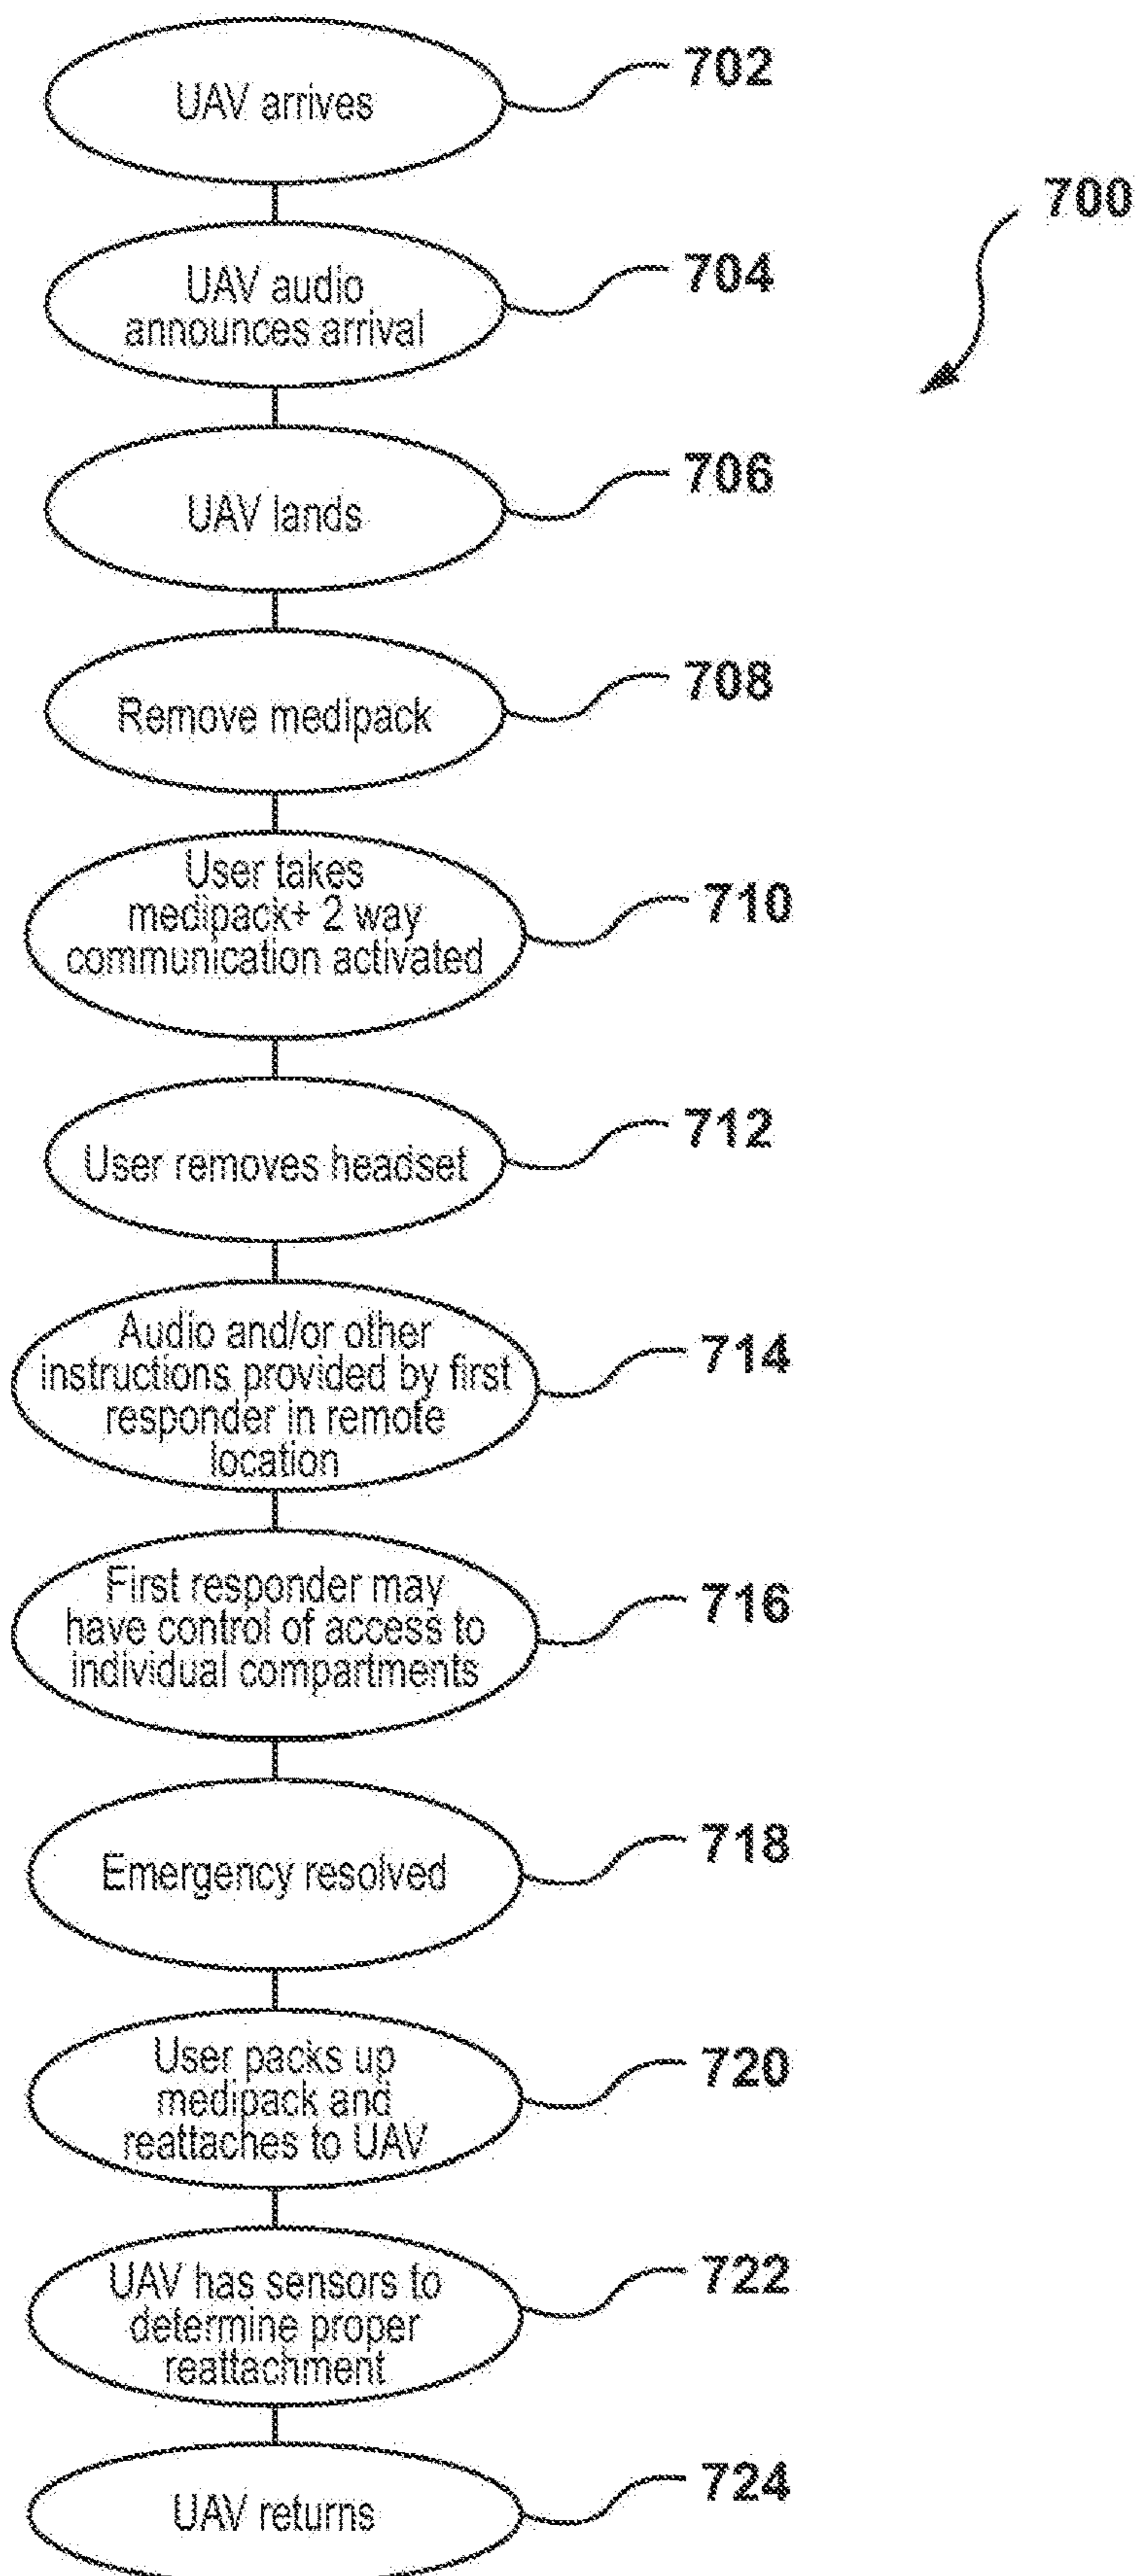 UAV arrives
702
700
UAV audio
announces arrival
704
UAV lands
706
Remove medipack
708
User takes
medipack+ 2 way
communication activated
710
User removes headset
712
Audio and/or other
instructions provided by first
responder in remote
location
714
First responder may
have control of access to
individual compartments
716
Emergency resolved
718
User packs up
medipack and
reattaches to UAV
720
UAV has sensors to
determine proper
reattachment
722
UAV returns
724